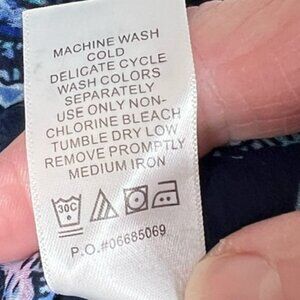 MACHINE WASH
COLD
DELICATE CYCLE
WASH COLORS
SEPARATELY
USE ONLY NON-
CHLORINE BLEACH
TUMBLE DRY LOW
REMOVE PROMPTLY
MEDIUM IRON
30C
P.O.#06685069